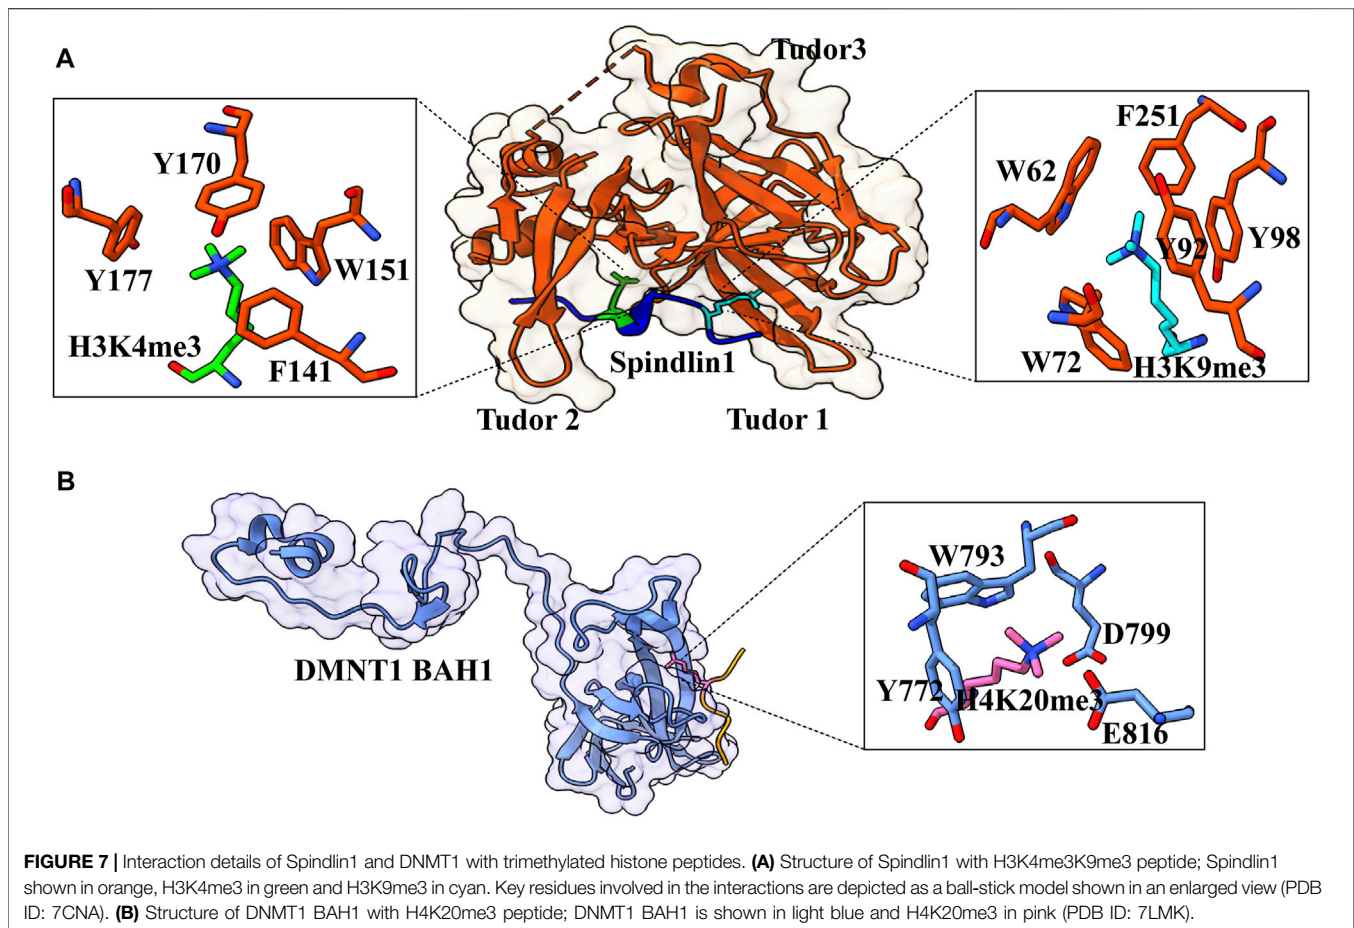 A
Tudor3
Y170
Y177
W151
H3K4me3
F141
F251
W62
Y92
Y98
W72
H3K9me3
Spindlin1
Tudor 2
Tudor 1
B
DMNT1 BAH1
W793
D799
Y772
H4K20me3
E816
FIGURE 7 | Interaction details of Spindlin1 and DNMT1 with trimethylated histone peptides. (A) Structure of Spindlin1 with H3K4me3K9me3 peptide; Spindlin1
shown in orange, H3K4me3 in green and H3K9me3 in cyan. Key residues involved in the interactions are depicted as a ball-stick model shown in an enlarged view (PDB
ID: 7CNA). (B) Structure of DNMT1 BAH1 with H4K20me3 peptide; DNMT1 BAH1 is shown in light blue and H4K20me3 in pink (PDB ID: 7LMK).